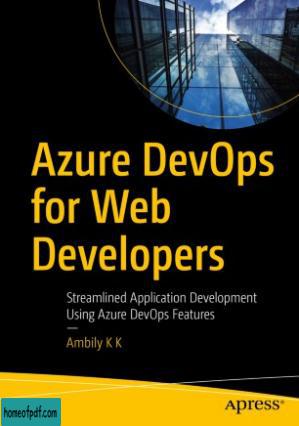 Azure DevOps
for Web
Developers
Streamlined Application Development
Using Azure DevOps Features
—
Ambily K K
Apress®
homeofpdf.com